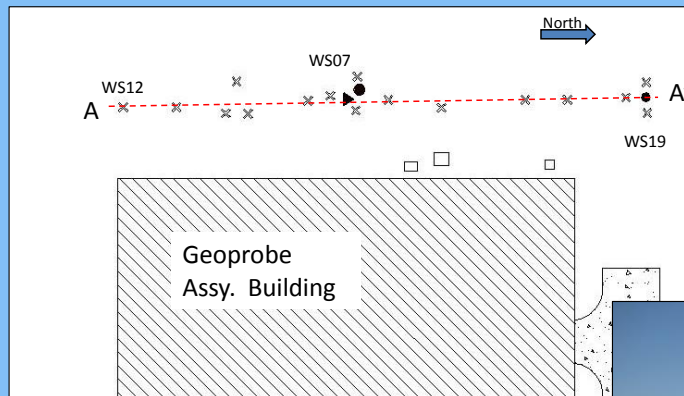 North
WS07
WS12
A
A
WS19
Geoprobe
Assy. Building